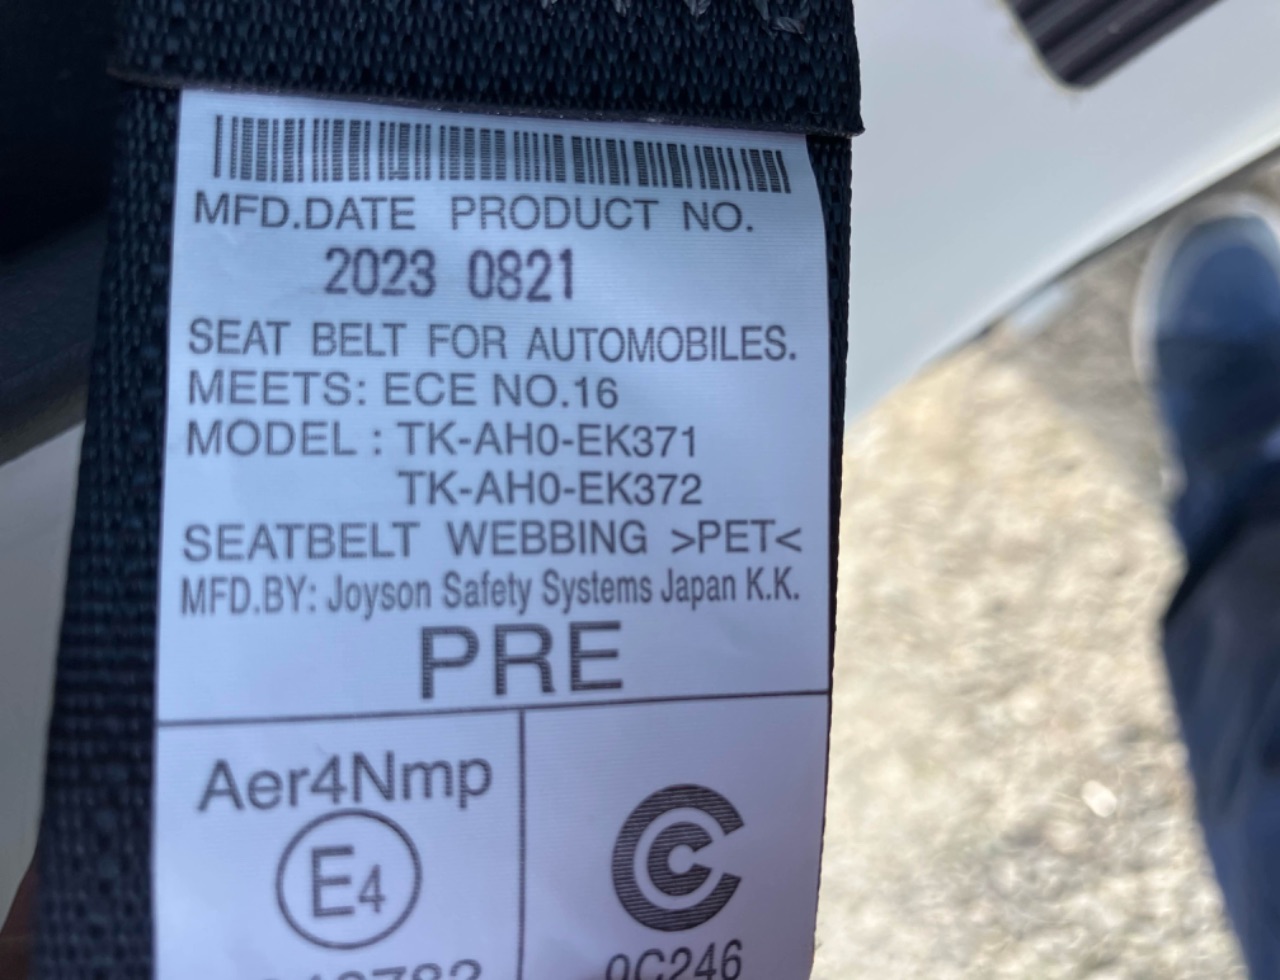 MFD.DATE PRODUCT NO.
2023 0821
SEAT BELT FOR AUTOMOBILES.
MEETS: ECE NO.16
MODEL : TK-AH0-EK371
TK-AH0-EK372
SEATBELT WEBBING >PET<
MFD.BY: Joyson Safety Systems Japan K.K.
PRE
Aer4Nmp
E4
0C246